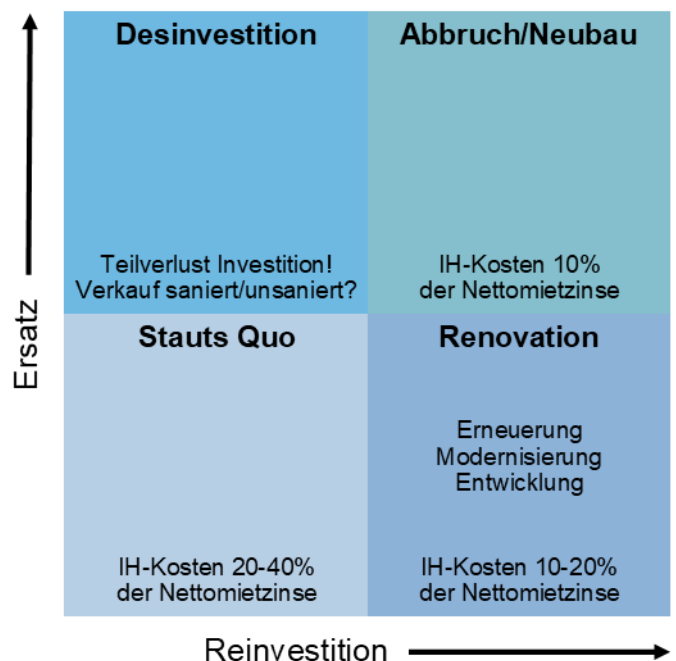 Desinvestition
Teilverlust Investition!
Verkauf saniert/unsaniert?
Abbruch/Neubau
IH-Kosten 10%
der Nettomietzinse
Stauts Quo
IH-Kosten 20-40%
der Nettomietzinse
Renovation
Erneuerung
Modernisierung
Entwicklung
IH-Kosten 10-20%
der Nettomietzinse
Ersatz
Reinvestition